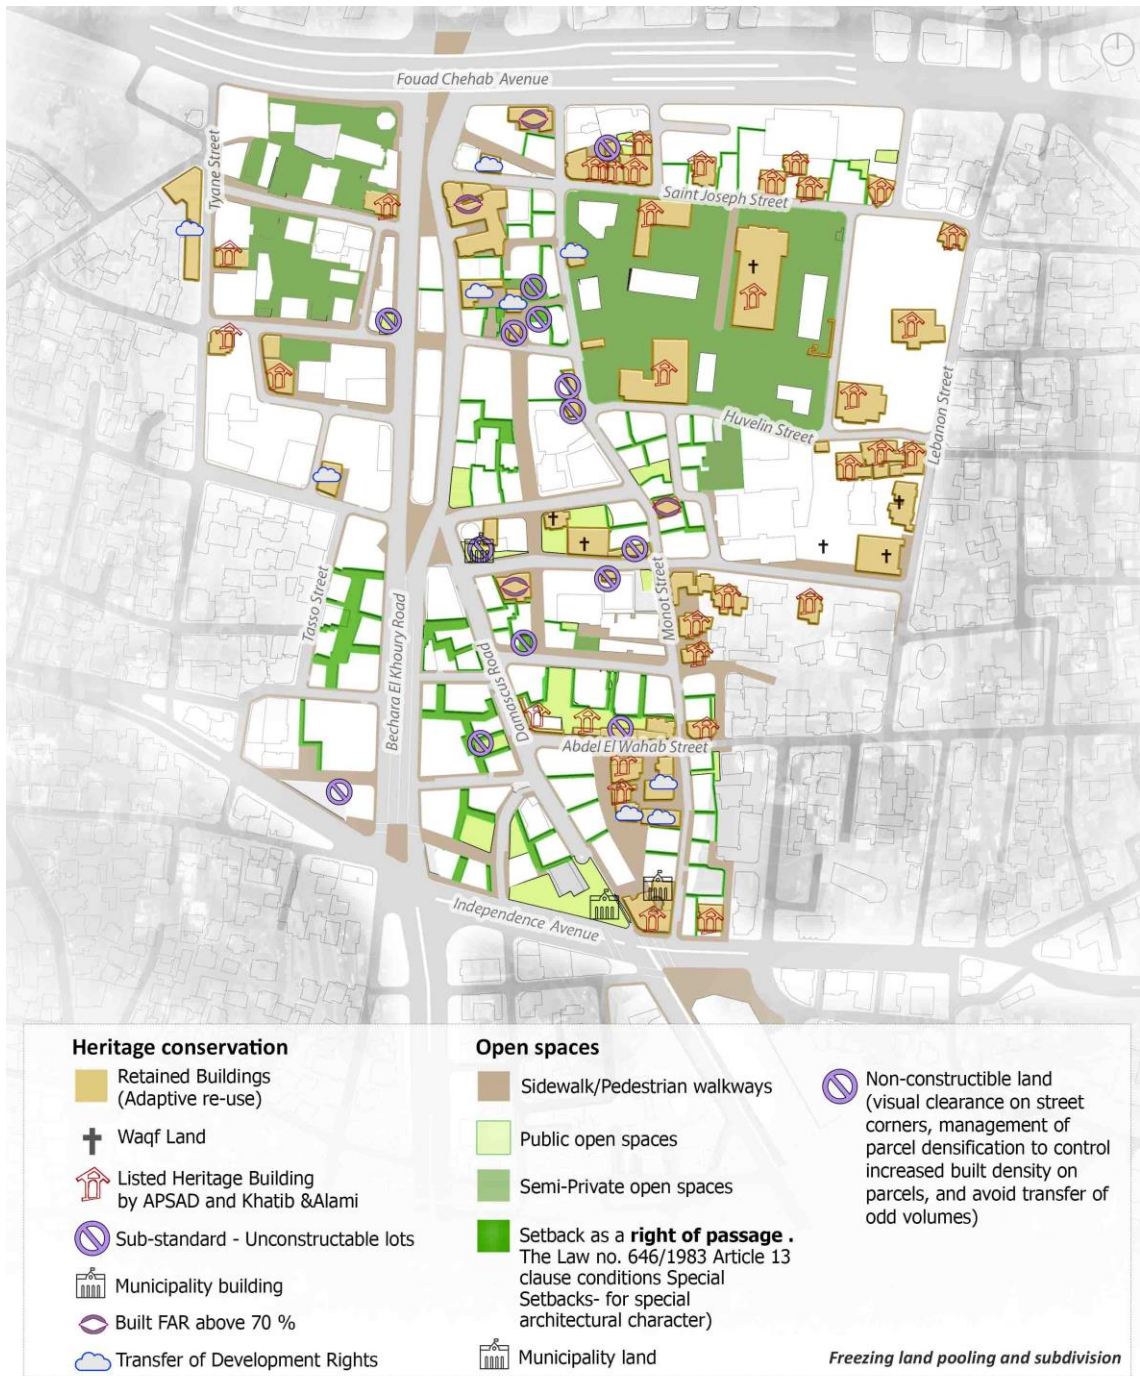 Fouad Chehab Avenue
Tyane Street
Saint Joseph Street
Huvelin Street
Lebanon Street
Tasso Street
Bechara El Khoury Road
Damascus Road
Monot Street
Abdel El Wahab Street
Independence Avenue
Heritage conservation
Retained Buildings
(Adaptive re-use)
Waqf Land
Listed Heritage Building
by APSAD and Khatib &Alami
Sub-standard - Unconstructable lots
Municipality building
Built FAR above 70 %
Transfer of Development Rights
Open spaces
Sidewalk/Pedestrian walkways
Public open spaces
Semi-Private open spaces
Setback as a right of passage .
The Law no. 646/1983 Article 13
clause conditions Special
Setbacks- for special
architectural character)
Municipality land
Non-constructible land
(visual clearance on street
corners, management of
parcel densification to control
increased built density on
parcels, and avoid transfer of
odd volumes)
Freezing land pooling and subdivision